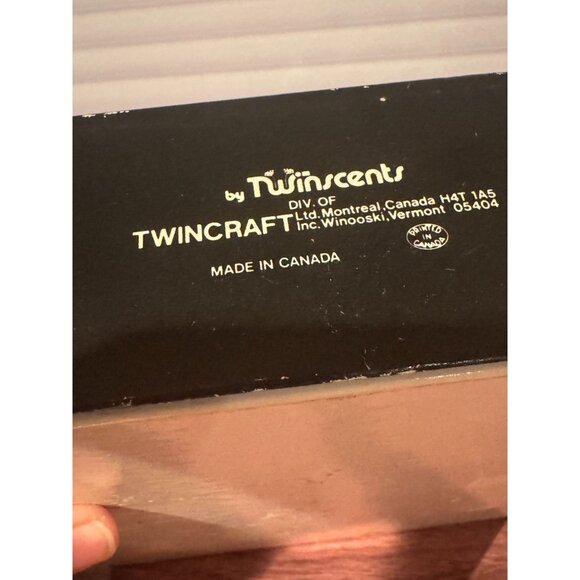 by Twinscents
DIV. OF
TWINCRAFT Ltd. Montreal, Canada H4T 1A5
Inc. Winooski, Vermont 05404
PRINTED IN CANADA
MADE IN CANADA